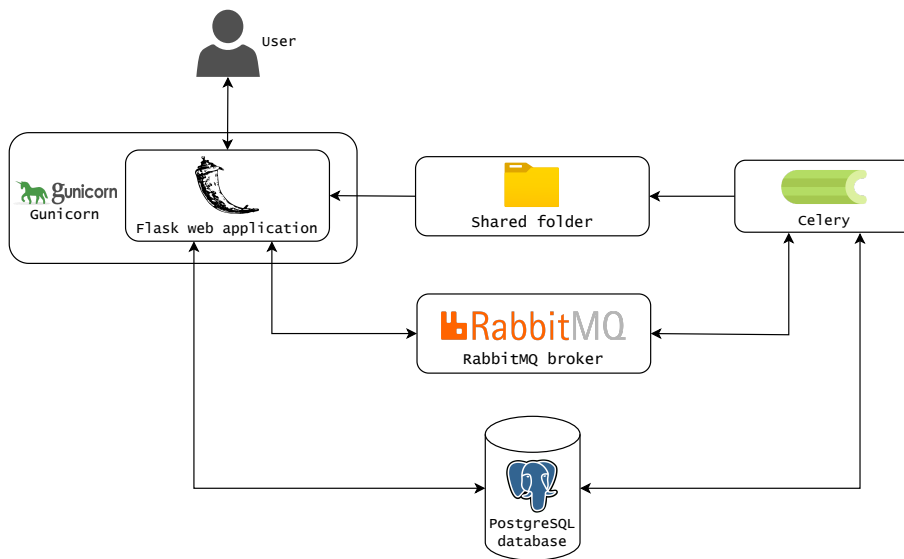 User
gunicorn
Gunicorn
Flask web application
Shared folder
Celery
RabbitMQ
RabbitMQ broker
PostgreSQL
database